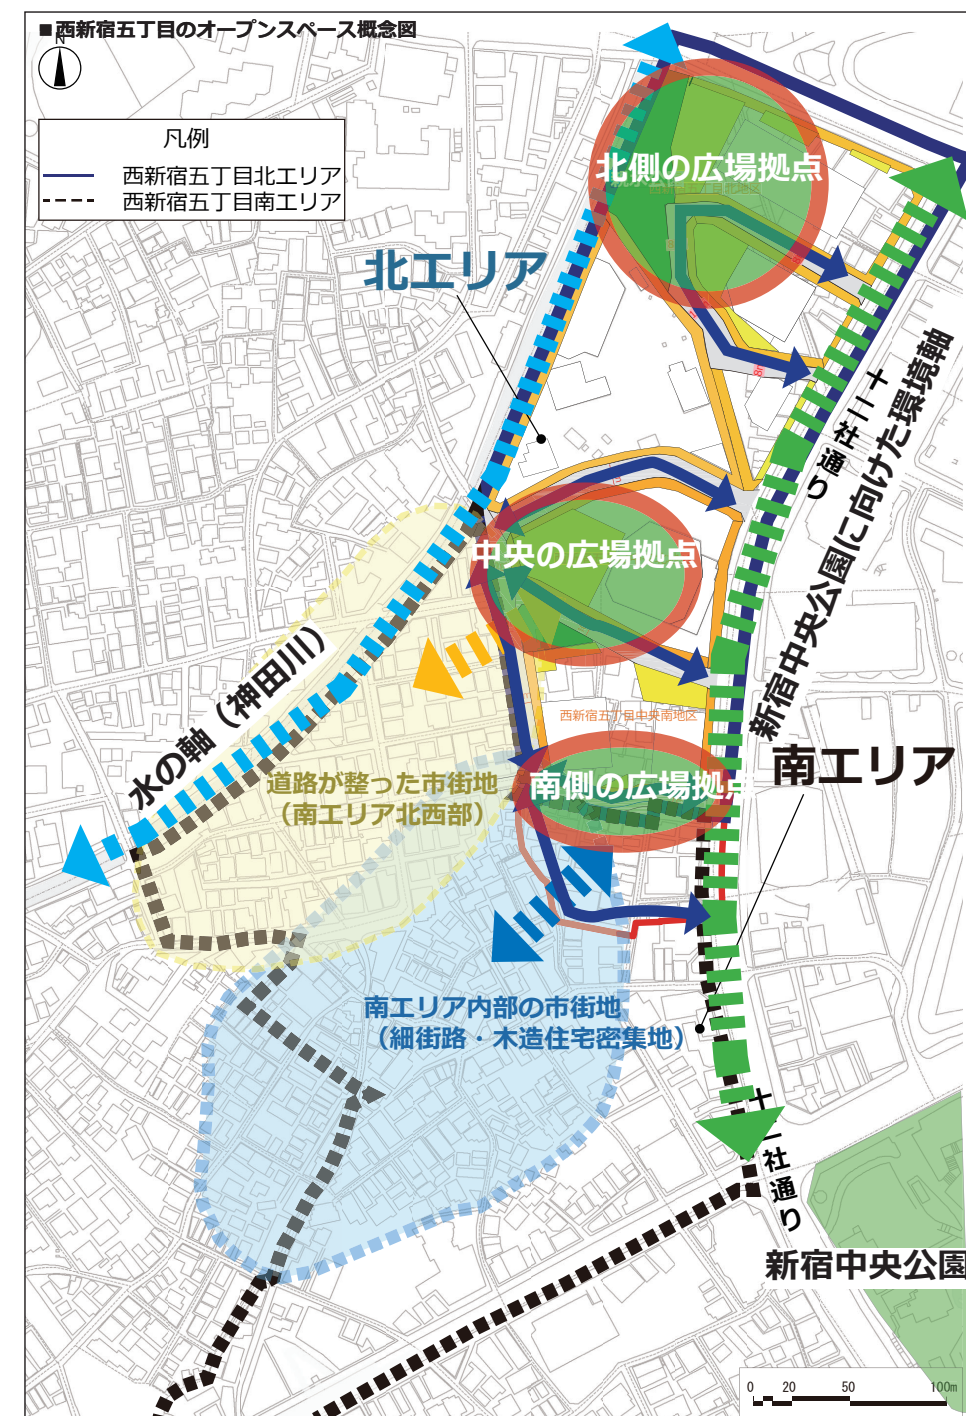 ■西新宿五丁目のオープンスペース概念図
N
凡例
西新宿五丁目北エリア
西新宿五丁目南エリア
北側の広場拠点
北エリア
十二社通り
新宿中央公園に向けた環境軸
中央の広場拠点
水の軸（神田川）
西新宿五丁目中央南地区
南エリア
道路が整った市街地
（南エリア北西部）
南側の広場拠点
南エリア内部の市街地
（細街路・木造住宅密集地）
十二社通り
新宿中央公園
0 20 50 100m